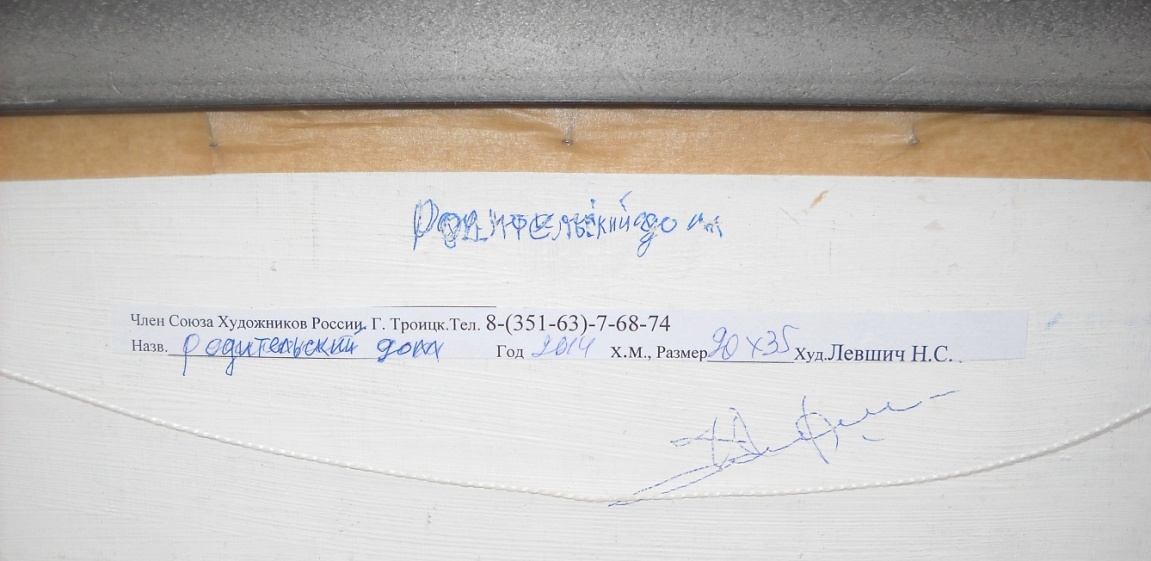 Родительский дом
Член Союза Художников России. Г. Троицк.Тел. 8-(351-63)-7-68-74
Назв. Родительский дом Год 2014 Х.М., Размер 90 х 35 Худ.Левшич Н.С.